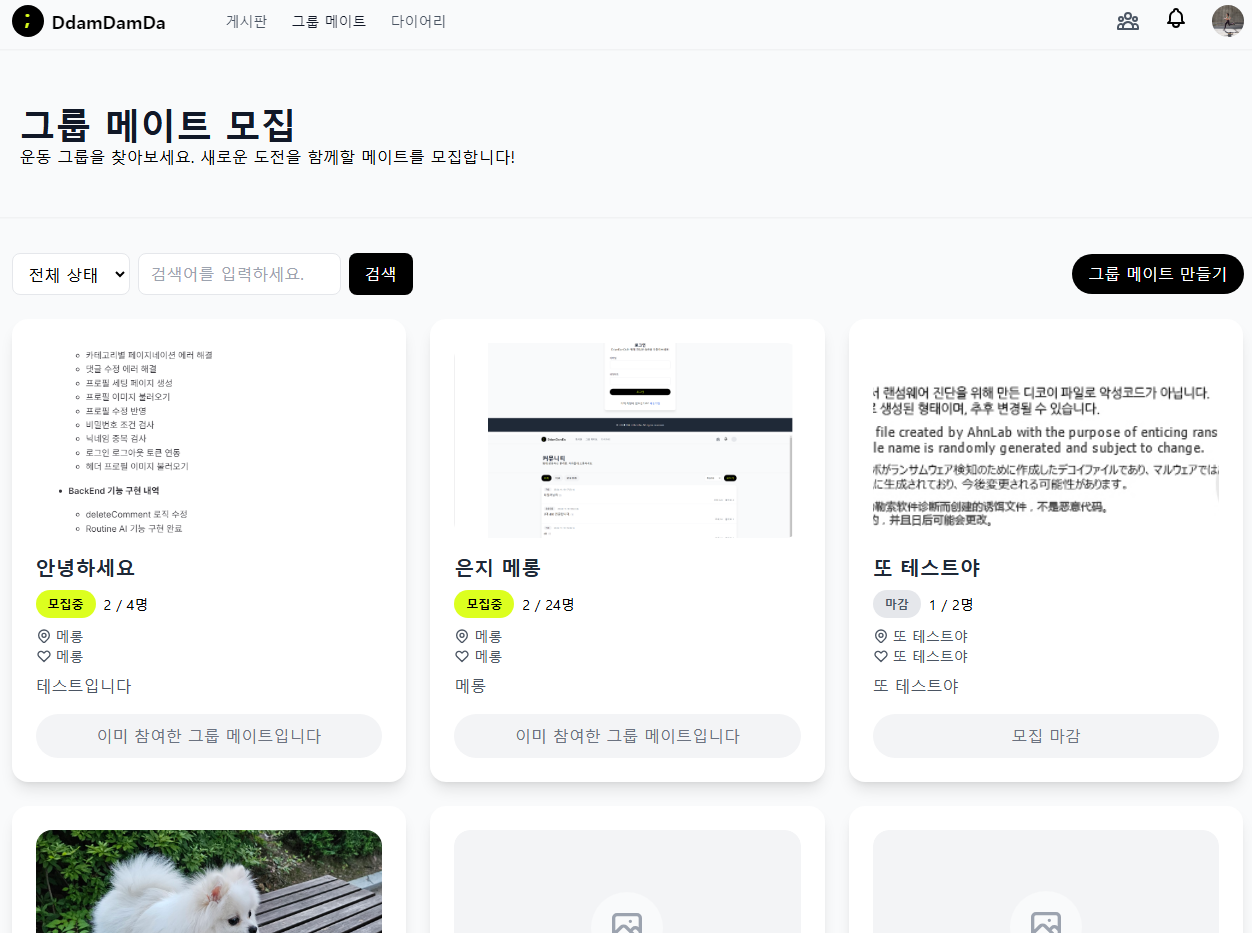 DdamDamDa
게시판
그룹 메이트
다이어리
그룹 메이트 모집
운동 그룹을 찾아보세요. 새로운 도전을 함께할 메이트를 모집합니다!
전체 상태
검색어를 입력하세요.
검색
그룹 메이트 만들기
카테고리별 페이지네이션 에러 해결
댓글 수정 에러 해결
프로필 세팅 페이지 생성
프로필 이미지 불러오기
프로필 수정 반영
비밀번호 조건 검사
닉네임 중복 검사
로그인 로그아웃 토큰 연동
헤더 프로필 이미지 불러오기
BackEnd 기능 구현 내역
deleteComment 로직 수정
Routine AI 기능 구현 완료
안녕하세요
모집중 2 / 4명
메롱
메롱
테스트입니다
이미 참여한 그룹 메이트입니다
로그인
DdamDamDa
커뮤니티
은지 메롱
모집중 2 / 24명
메롱
메롱
메롱
이미 참여한 그룹 메이트입니다
랜섬웨어 진단을 위해 만든 디코이 파일로 악성코드가 아닙니다.
생성된 형태이며, 추후 변경될 수 있습니다.
file created by AhnLab with the purpose of enticing rans
le name is randomly generated and subject to change.
ボがランサムウェア検知のために作成したデコイファイルであり、マルウェアでは
に生成されており、今後変更される可能性があります。
勒索软件诊断而创建的诱饵文件，不是恶意代码。
的，并且日后可能会更改。
또 테스트야
마감 1 / 2명
또 테스트야
또 테스트야
또 테스트야
모집 마감